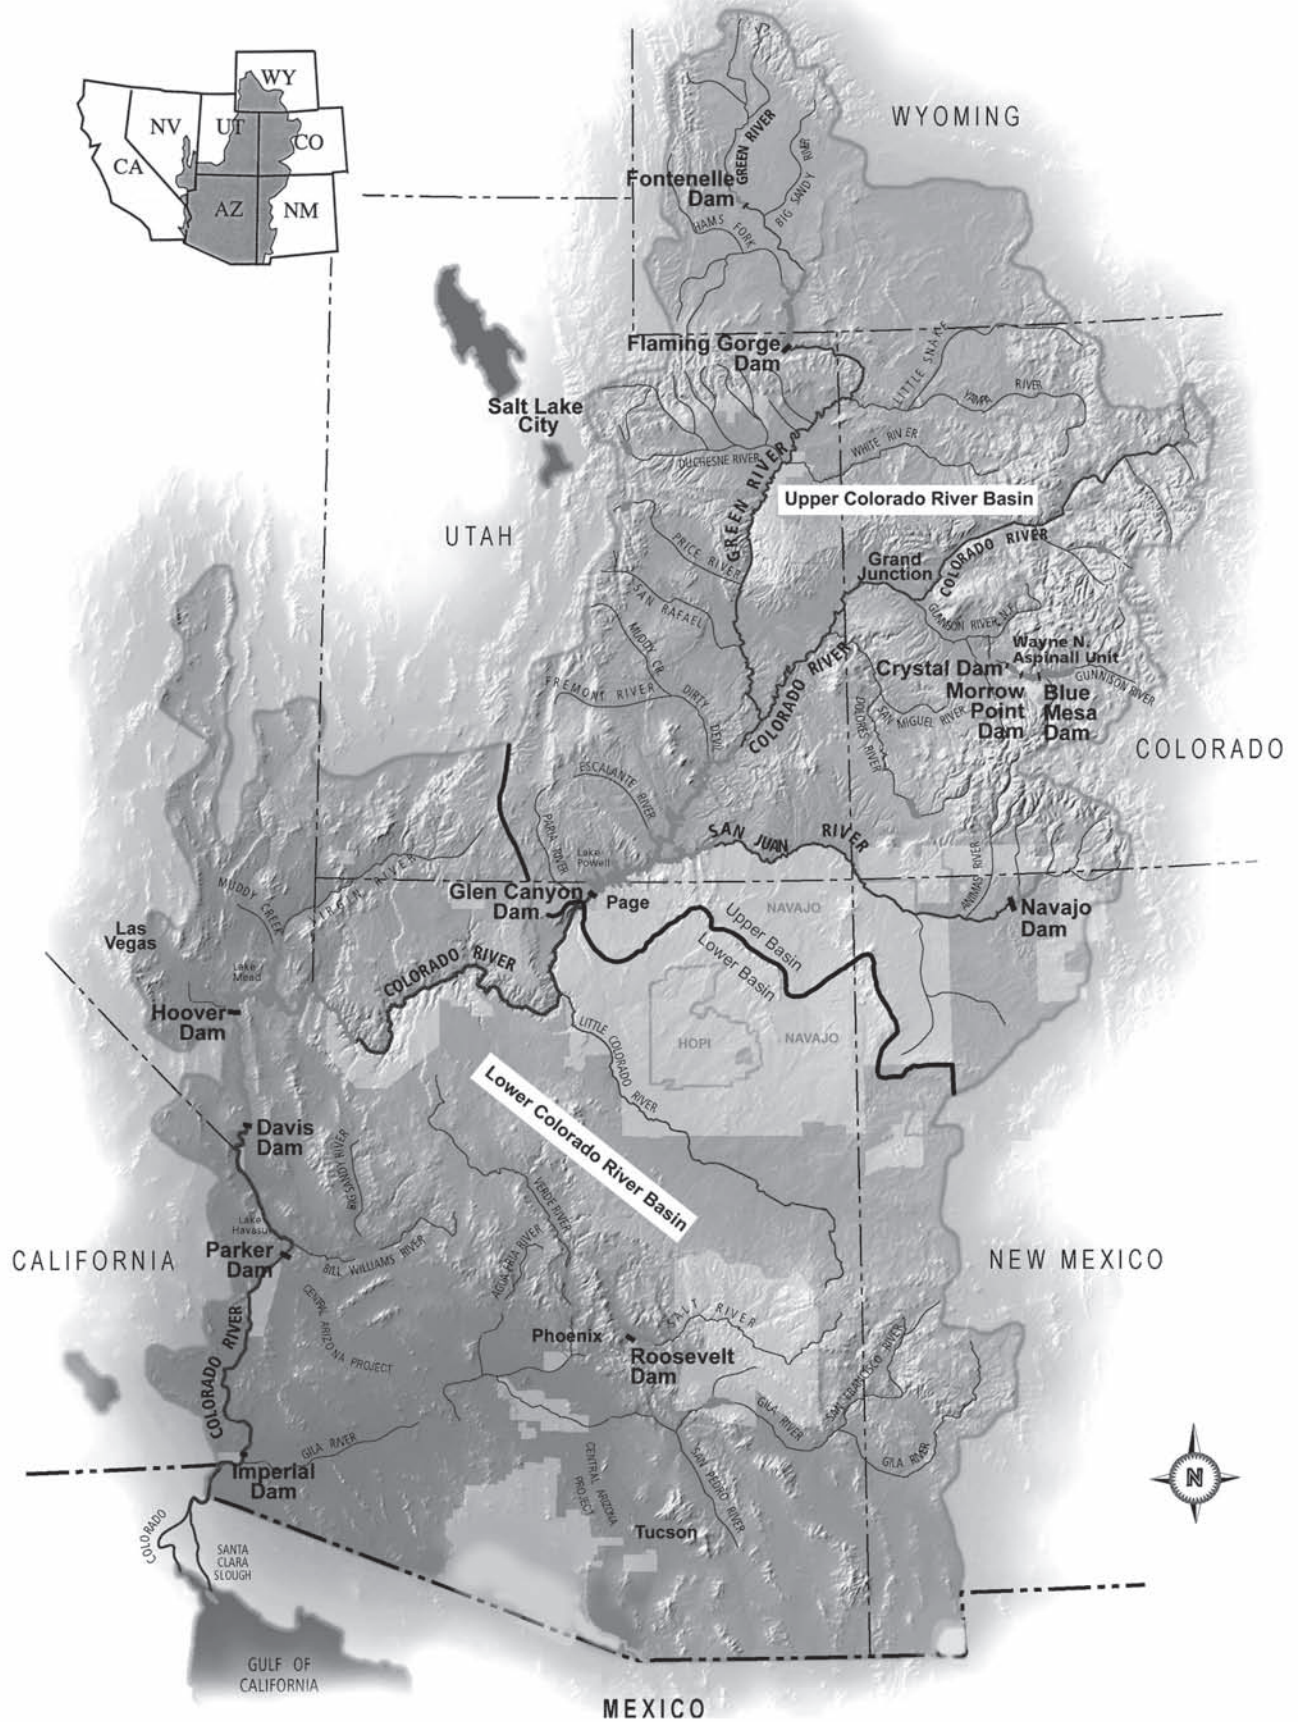 WY
NV
UT
CO
CA
AZ
NM
WYOMING
GREEN RIVER
BIG SANDY RIVER
Fontenelle
Dam
HAMS FORK
Flaming Gorge
Dam
LITTLE SNAKE
YAMPA RIVER
Salt Lake
City
WHITE RIVER
DUCHESNE RIVER
GREEN RIVER
Upper Colorado River Basin
UTAH
PRICE RIVER
COLORADO RIVER
Grand
Junction
SAN RAFAEL
MUDDY CR.
Wayne N.
Aspinall Unit
Crystal Dam
GUNNISON RIVER
Morrow
Point
Dam
Blue
Mesa
Dam
FREMONT RIVER
DIRTY DEVIL
COLORADO RIVER
DOLORES RIVER
SAN MIGUEL RIVER
COLORADO
ESCALANTE RIVER
PARIA RIVER
Lake
Powell
SAN JUAN RIVER
ANIMAS RIVER
MUDDY CREEK
VIRGIN RIVER
Glen Canyon
Dam
Page
NAVAJO
Navajo
Dam
Upper Basin
Lower Basin
Las
Vegas
Lake
Mead
COLORADO RIVER
Hoover
Dam
LITTLE COLORADO RIVER
HOPI
NAVAJO
Lower Colorado River Basin
Davis
Dam
BIG SANDY RIVER
VERDE RIVER
Lake
Havasu
Parker
Dam
BILL WILLIAMS RIVER
AGUA FRIA RIVER
CALIFORNIA
NEW MEXICO
CENTRAL ARIZONA PROJECT
SALT RIVER
Phoenix
Roosevelt
Dam
SAN FRANCISCO RIVER
COLORADO RIVER
GILA RIVER
GILA RIVER
GILA RIVER
Imperial
Dam
CENTRAL ARIZONA
PROJECT
SAN PEDRO RIVER
N
Tucson
COLORADO
SANTA
CLARA
SLOUGH
GULF OF
CALIFORNIA
MEXICO